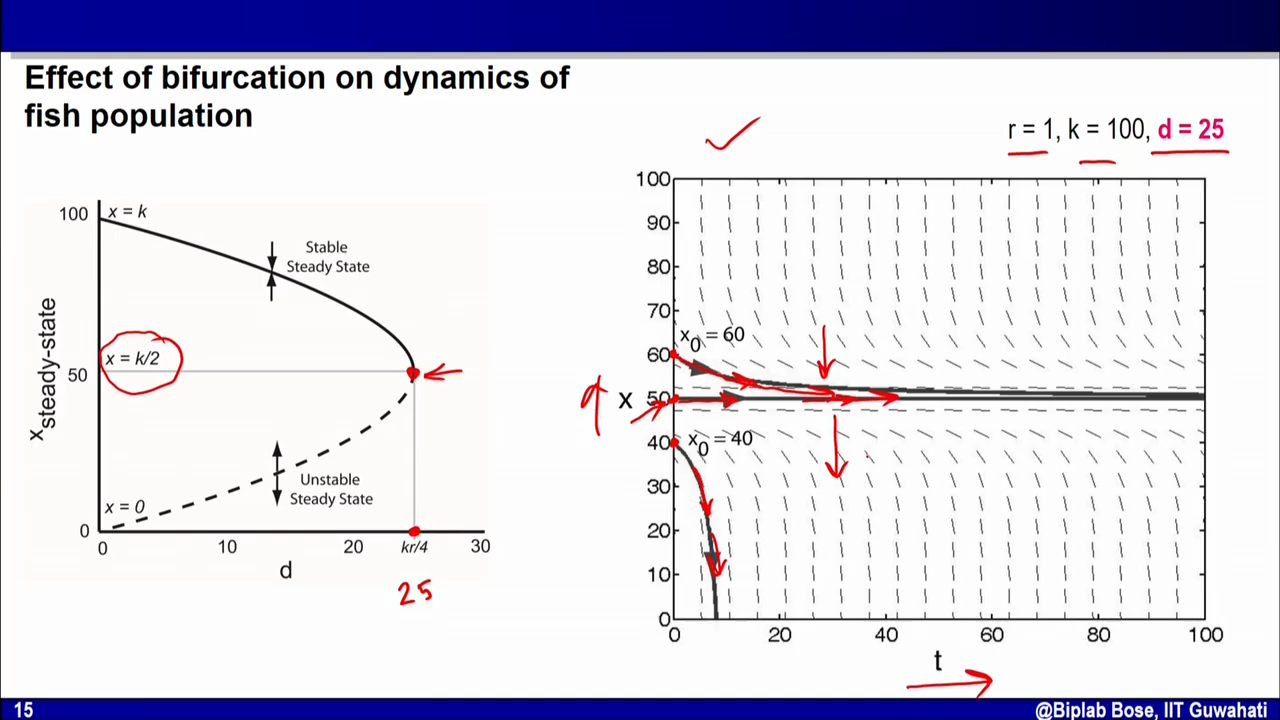 Effect of bifurcation on dynamics of
fish population
r = 1, k = 100, d = 25
100
x = k
Stable
Steady State
x = k/2
50
x_steady-state
Unstable
Steady State
x = 0
0
0
10
20
kr/4
30
d
25
100
90
80
70
60
x₀ = 60
x
50
40
x₀ = 40
30
20
10
0
0
20
40
60
80
100
t
15
@Biplab Bose, IIT Guwahati